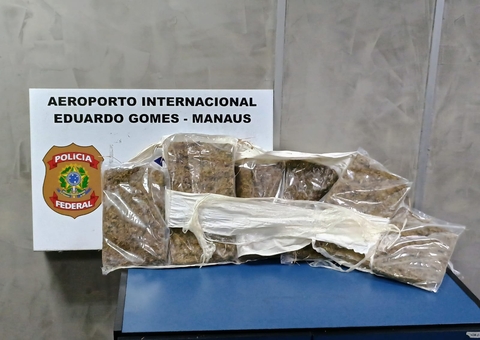 AEROPORTO INTERNACIONAL
EDUARDO GOMES - MANAUS
POLÍCIA
FEDERAL